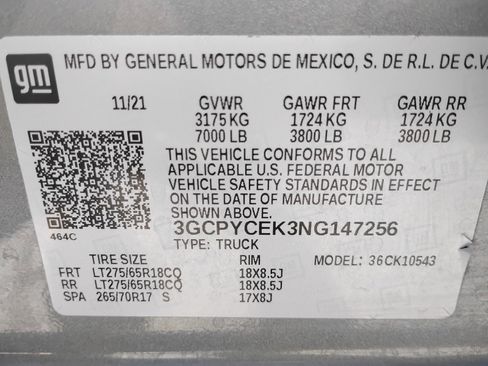 gm
MFD BY GENERAL MOTORS DE MEXICO, S. DE R.L. DE C.V.
11/21 GVWR GAWR FRT GAWR RR
3175 KG 1724 KG 1724 KG
7000 LB 3800 LB 3800 LB
THIS VEHICLE CONFORMS TO ALL
APPLICABLE U.S. FEDERAL MOTOR
VEHICLE SAFETY STANDARDS IN EFFECT
ON THE DATE OF MANUFACTURE
464C 3GCPYCEK3NG147256
TYPE: TRUCK
TIRE SIZE RIM MODEL: 36CK10543
FRT LT275/65R18CQ 18X8.5J
RR LT275/65R18CQ 18X8.5J
SPA 265/70R17 S 17X8J